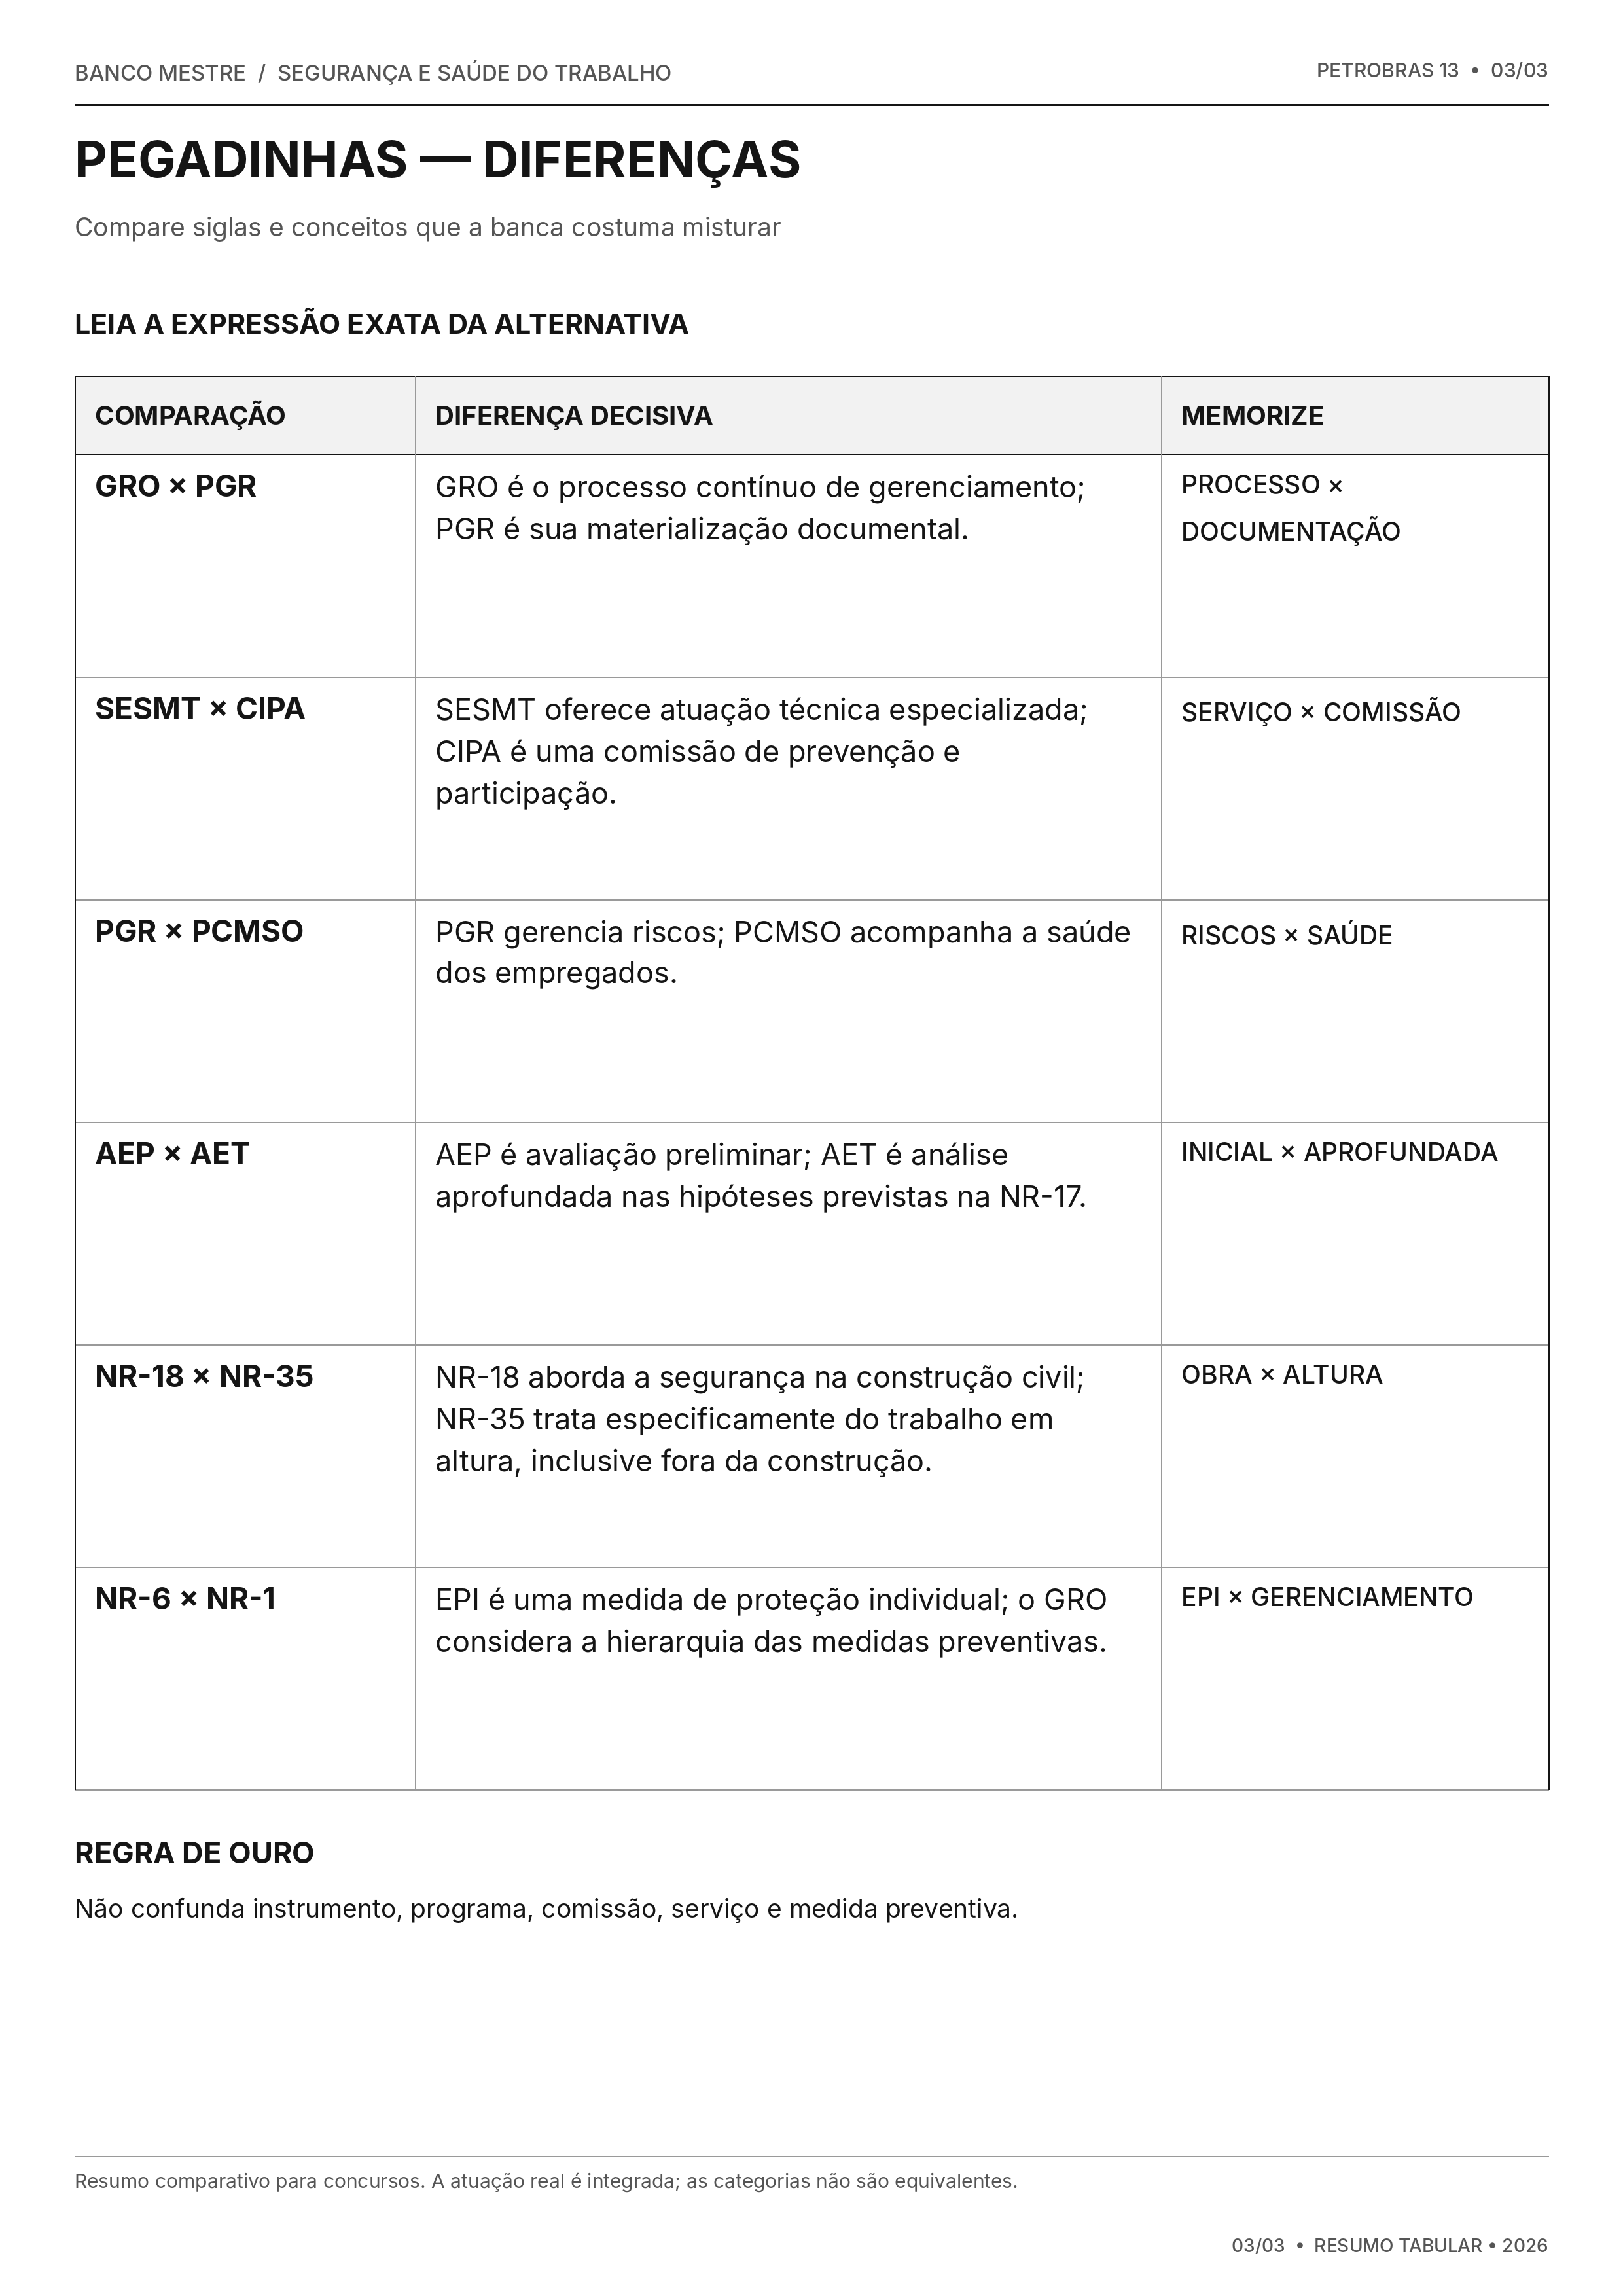 BANCO MESTRE / SEGURANÇA E SAÚDE DO TRABALHO
PETROBRAS 13 • 03/03
PEGADINHAS — DIFERENÇAS
Compare siglas e conceitos que a banca costuma misturar
LEIA A EXPRESSÃO EXATA DA ALTERNATIVA
COMPARAÇÃO
DIFERENÇA DECISIVA
MEMORIZE
GRO × PGR
GRO é o processo contínuo de gerenciamento;
PGR é sua materialização documental.
PROCESSO ×
DOCUMENTAÇÃO
SESMT × CIPA
SESMT oferece atuação técnica especializada;
CIPA é uma comissão de prevenção e
participação.
SERVIÇO × COMISSÃO
PGR × PCMSO
PGR gerencia riscos; PCMSO acompanha a saúde
dos empregados.
RISCOS × SAÚDE
AEP × AET
AEP é avaliação preliminar; AET é análise
aprofundada nas hipóteses previstas na NR-17.
INICIAL × APROFUNDADA
NR-18 × NR-35
NR-18 aborda a segurança na construção civil;
NR-35 trata especificamente do trabalho em
altura, inclusive fora da construção.
OBRA × ALTURA
NR-6 × NR-1
EPI é uma medida de proteção individual; o GRO
considera a hierarquia das medidas preventivas.
EPI × GERENCIAMENTO
REGRA DE OURO
Não confunda instrumento, programa, comissão, serviço e medida preventiva.
Resumo comparativo para concursos. A atuação real é integrada; as categorias não são equivalentes.
03/03 • RESUMO TABULAR • 2026